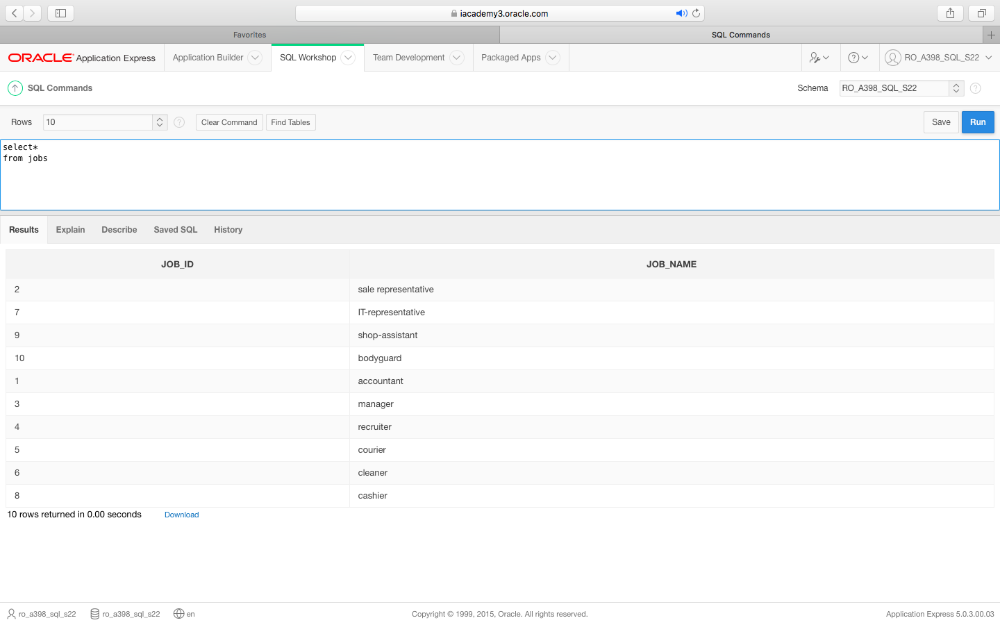 iacademy3.oracle.com
Favorites
SQL Commands
ORACLE Application Express
Application Builder
SQL Workshop
Team Development
Packaged Apps
RO_A398_SQL_S22
SQL Commands
Schema
RO_A398_SQL_S22
Rows
10
Clear Command
Find Tables
Save
Run
select*
from jobs
Results
Explain
Describe
Saved SQL
History
JOB_ID JOB_NAME
2 sale representative
7 IT-representative
9 shop-assistant
10 bodyguard
1 accountant
3 manager
4 recruiter
5 courier
6 cleaner
8 cashier
10 rows returned in 0.00 seconds
Download
ro_a398_sql_s22
ro_a398_sql_s22
en
Copyright © 1999, 2015, Oracle. All rights reserved.
Application Express 5.0.3.00.03